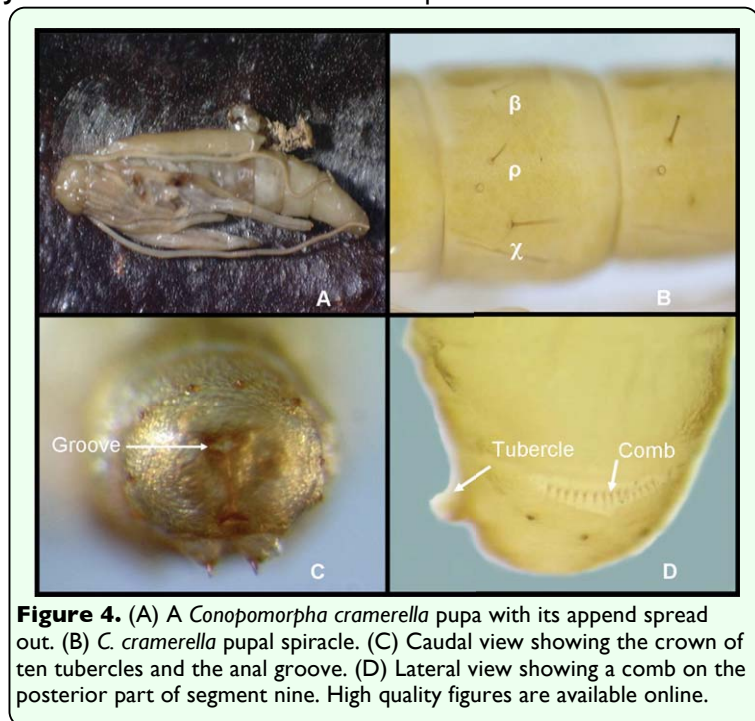 A
β
ρ
χ
B
Groove
C
Tubercle Comb
D
Figure 4. (A) A Conopomorpha cramerella pupa with its append spread
out. (B) C. cramerella pupal spiracle. (C) Caudal view showing the crown of
ten tubercles and the anal groove. (D) Lateral view showing a comb on the
posterior part of segment nine. High quality figures are available online.